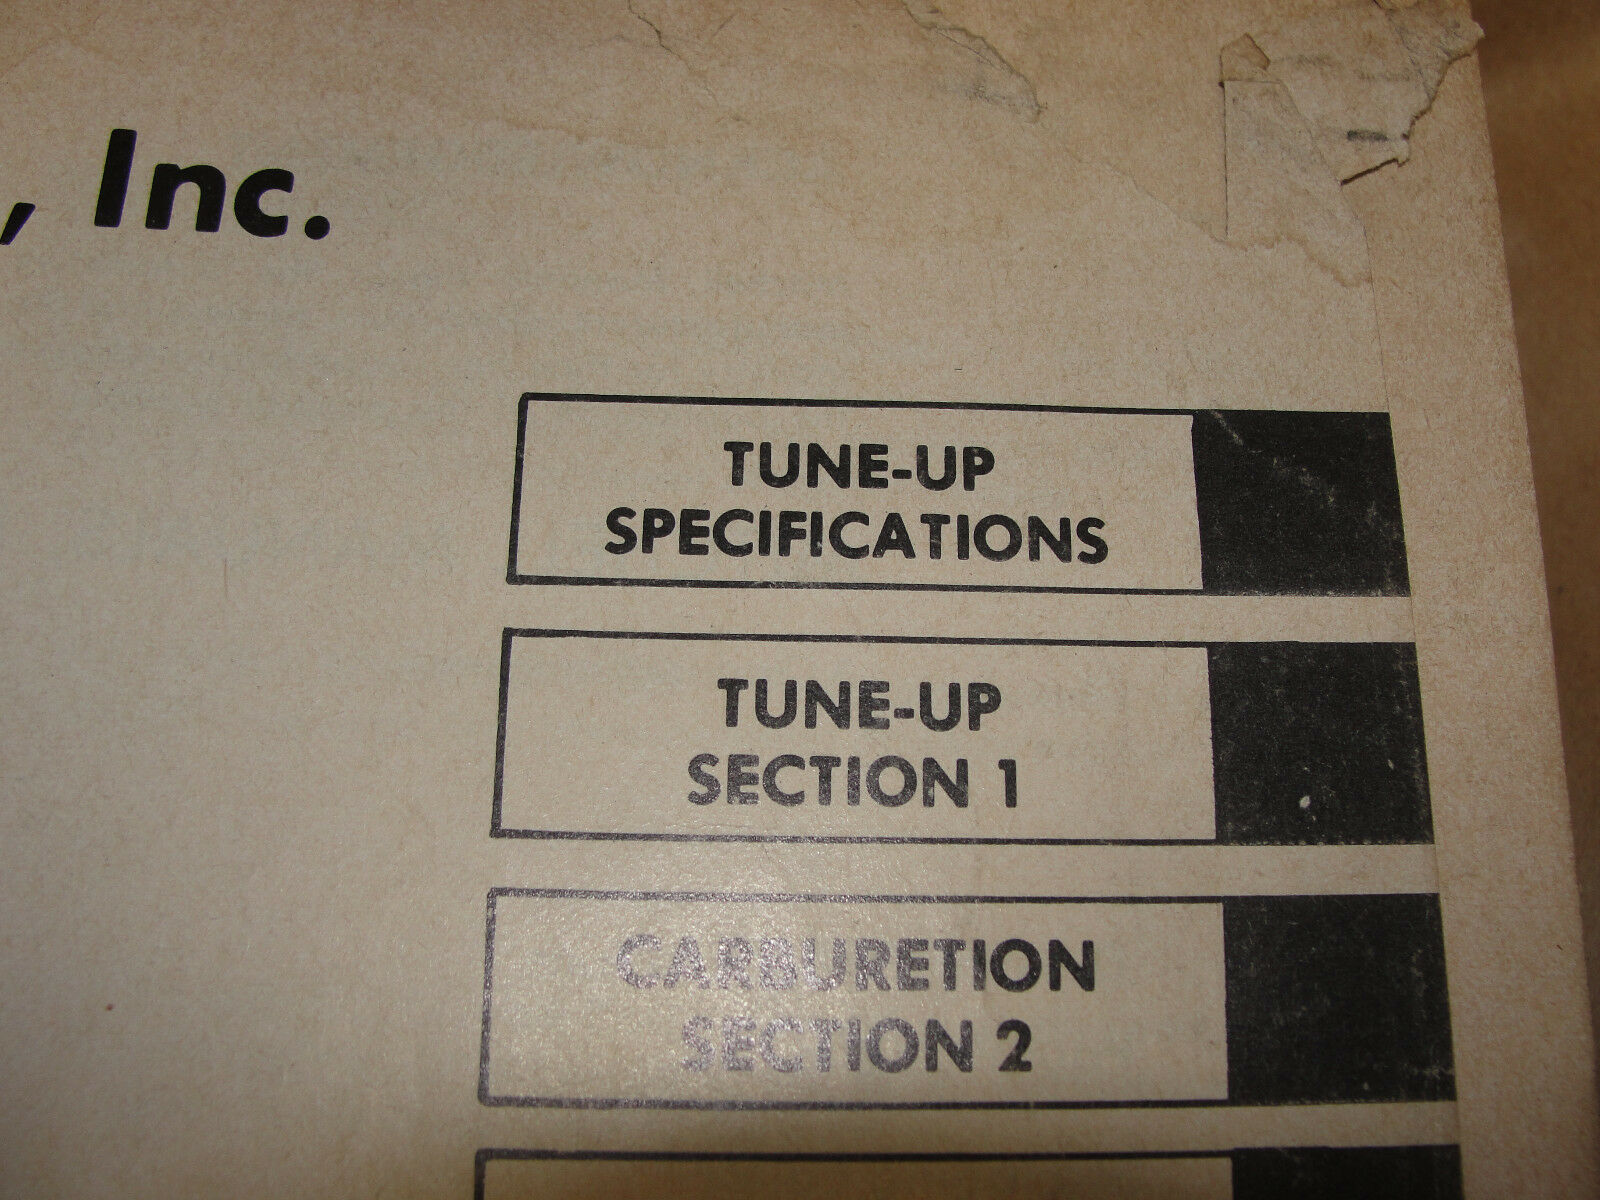 , Inc.
TUNE-UP
SPECIFICATIONS
TUNE-UP
SECTION 1
CARBURETION
SECTION 2